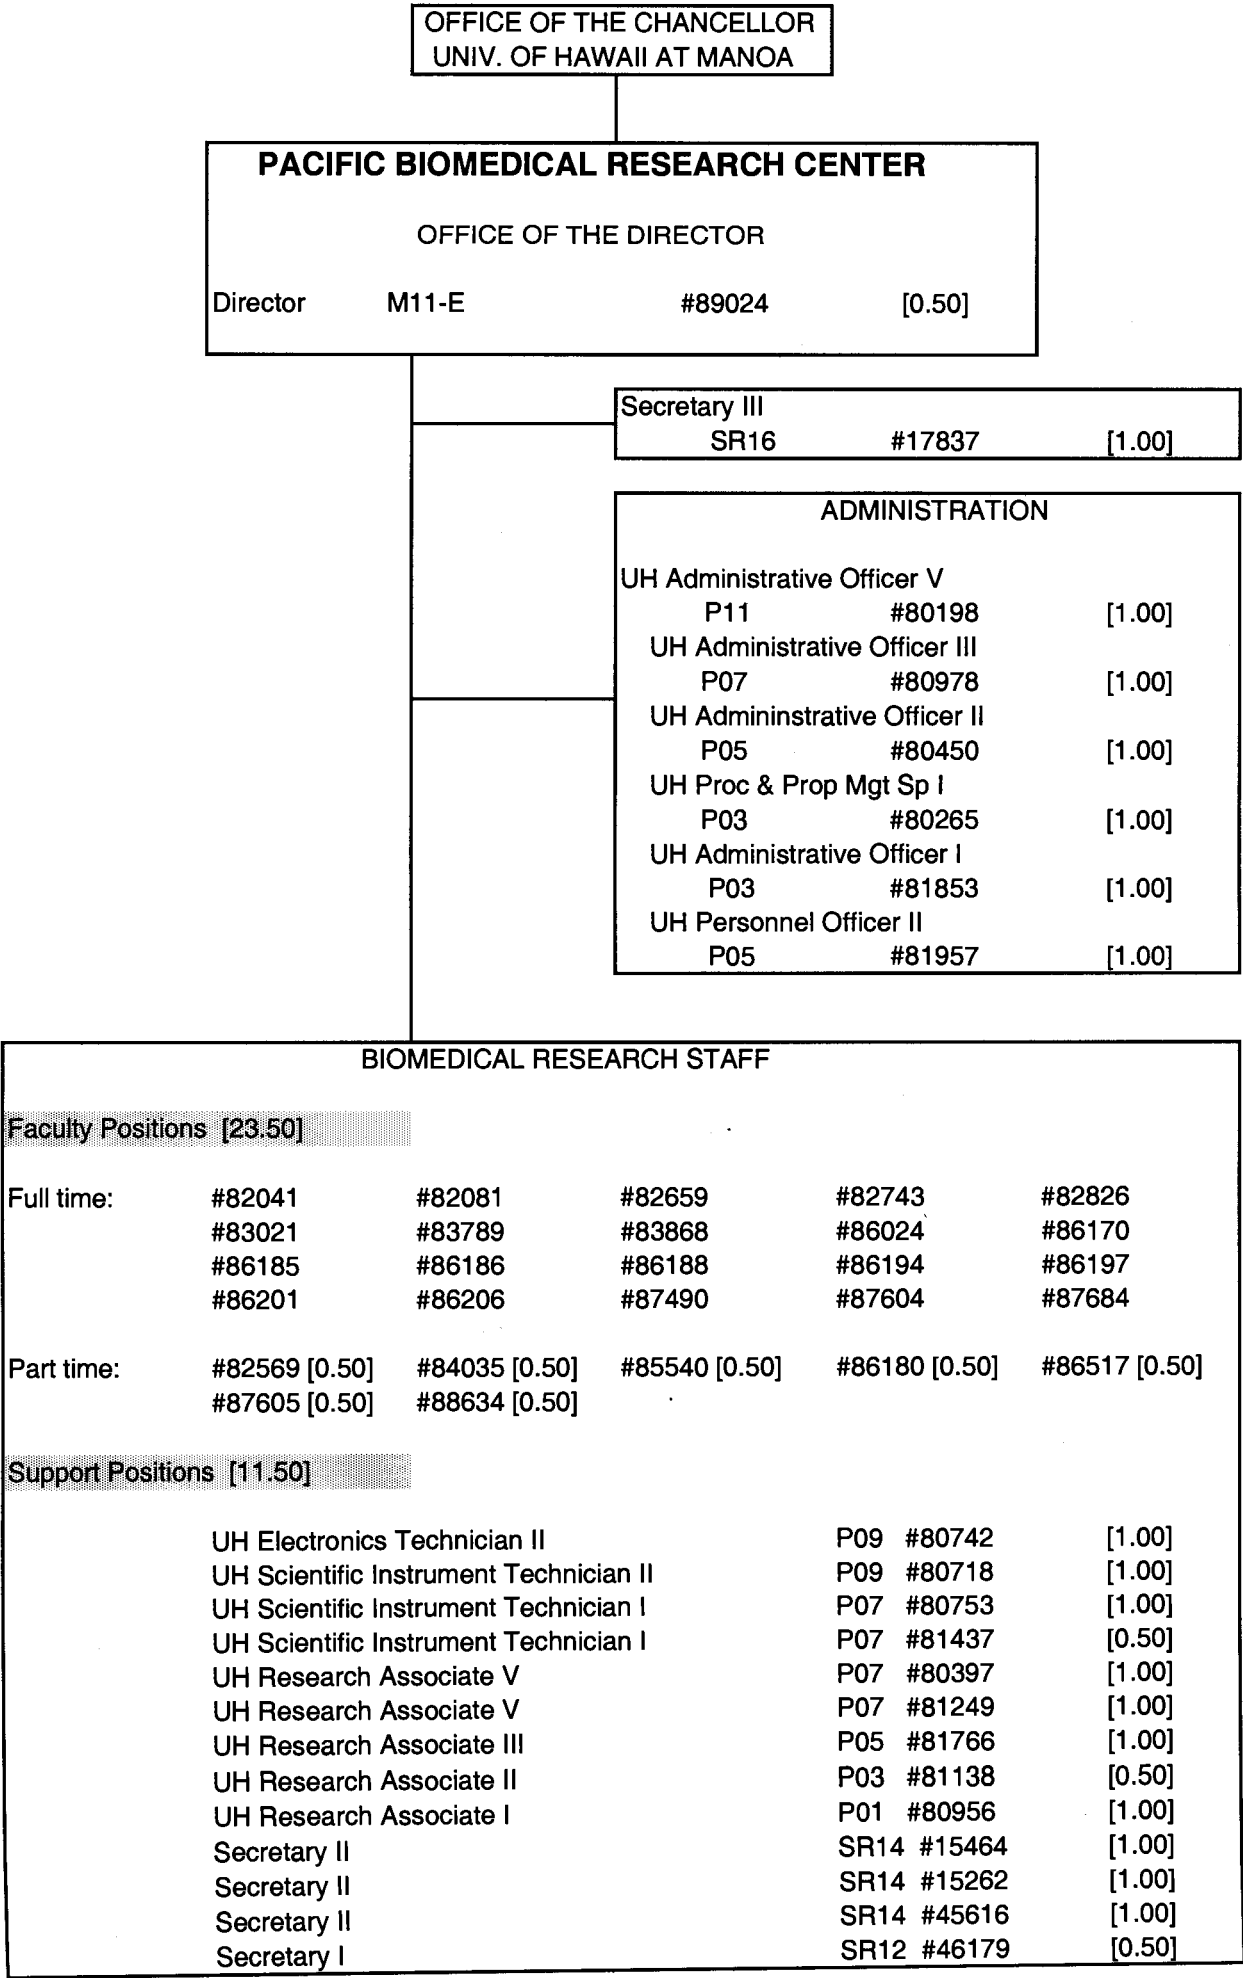 OFFICE OF THE CHANCELLOR
UNIV. OF HAWAII AT MANOA
PACIFIC BIOMEDICAL RESEARCH CENTER
OFFICE OF THE DIRECTOR
Director M11-E #89024 [0.50]
Secretary III
SR16 #17837 [1.00]
ADMINISTRATION
UH Administrative Officer V
P11 #80198 [1.00]
UH Administrative Officer III
P07 #80978 [1.00]
UH Admininstrative Officer II
P05 #80450 [1.00]
UH Proc & Prop Mgt Sp I
P03 #80265 [1.00]
UH Administrative Officer I
P03 #81853 [1.00]
UH Personnel Officer II
P05 #81957 [1.00]
BIOMEDICAL RESEARCH STAFF
Faculty Positions [23.50]
Full time: #82041 #82081 #82659 #82743 #82826
#83021 #83789 #83868 #86024 #86170
#86185 #86186 #86188 #86194 #86197
#86201 #86206 #87490 #87604 #87684
Part time: #82569 [0.50] #84035 [0.50] #85540 [0.50] #86180 [0.50] #86517 [0.50]
#87605 [0.50] #88634 [0.50]
Support Positions [11.50]
UH Electronics Technician II P09 #80742 [1.00]
UH Scientific Instrument Technician II P09 #80718 [1.00]
UH Scientific Instrument Technician I P07 #80753 [1.00]
UH Scientific Instrument Technician I P07 #81437 [0.50]
UH Research Associate V P07 #80397 [1.00]
UH Research Associate V P07 #81249 [1.00]
UH Research Associate III P05 #81766 [1.00]
UH Research Associate II P03 #81138 [0.50]
UH Research Associate I P01 #80956 [1.00]
Secretary II SR14 #15464 [1.00]
Secretary II SR14 #15262 [1.00]
Secretary II SR14 #45616 [1.00]
Secretary I SR12 #46179 [0.50]